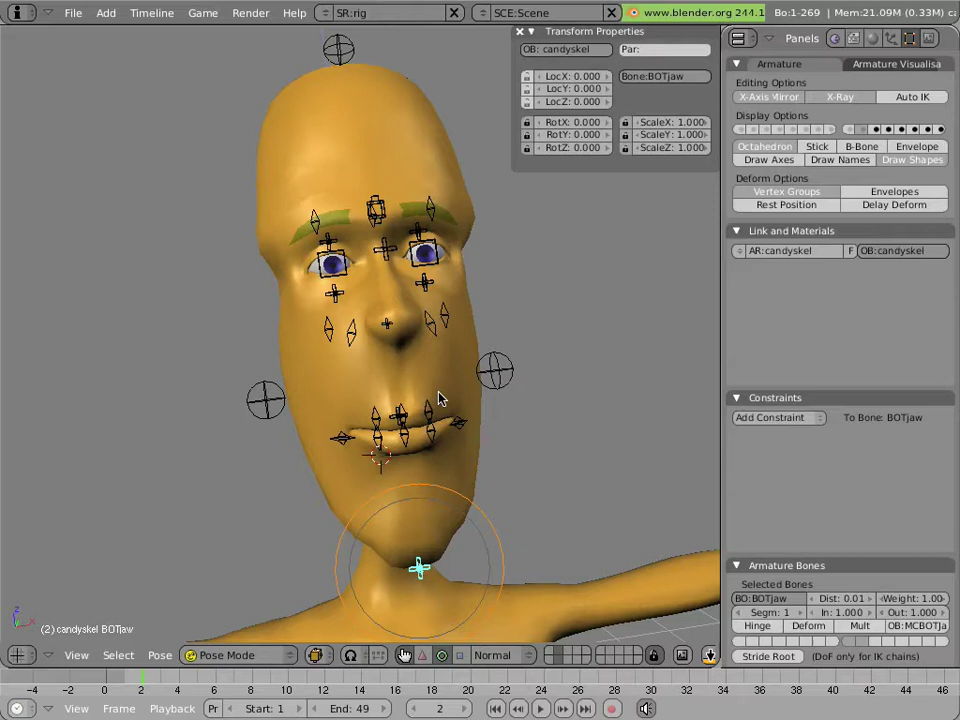 File Add Timeline Game Render Help SR:rig SCE:Scene www.blender.org 244.1 Bo:1-269 | Mem:21.09M (0.33M)
Transform Properties
OB: candyskel Par:
LocX: 0.000 Bone:BOTjaw
LocY: 0.000
LocZ: 0.000
RotX: 0.000 ScaleX: 1.000
RotY: 0.000 ScaleY: 1.000
RotZ: 0.000 ScaleZ: 1.000
Panels
Armature Armature Visualisa
Editing Options
X-Axis Mirror X-Ray Auto IK
Display Options
Octahedron Stick B-Bone Envelope
Draw Axes Draw Names Draw Shapes
Deform Options
Vertex Groups Envelopes
Rest Position Delay Deform
Link and Materials
AR:candyskel F OB:candyskel
Constraints
Add Constraint To Bone: BOTjaw
Armature Bones
Selected Bones
BO:BOTjaw Dist: 0.01 Weight: 1.00
Segm: 1 In: 1.000 Out: 1.000
Hinge Deform Mult OB:MCBOTJa
Stride Root (DoF only for IK chains)
z
(2) candyskel BOTjaw
View Select Pose Pose Mode Normal
-4 -2 0 2 4 6 8 10 12 14 16 18 20 22 24 26 28 30 32 34 36 38 40 42 44 46
View Frame Playback Pr Start: 1 End: 49 2